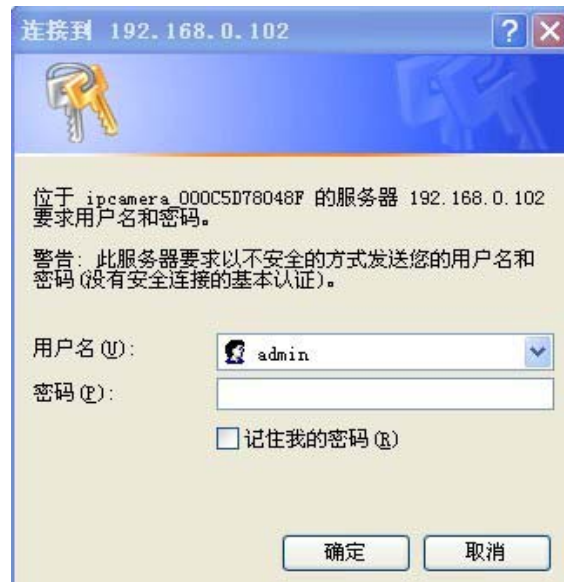 连接到 192.168.0.102
位于 ipcamera_000C5D78048F 的服务器 192.168.0.102
要求用户名和密码。
警告: 此服务器要求以不安全的方式发送您的用户名和
密码(没有安全连接的基本认证)。
用户名(U):
admin
密码(P):
记住我的密码(R)
确定
取消